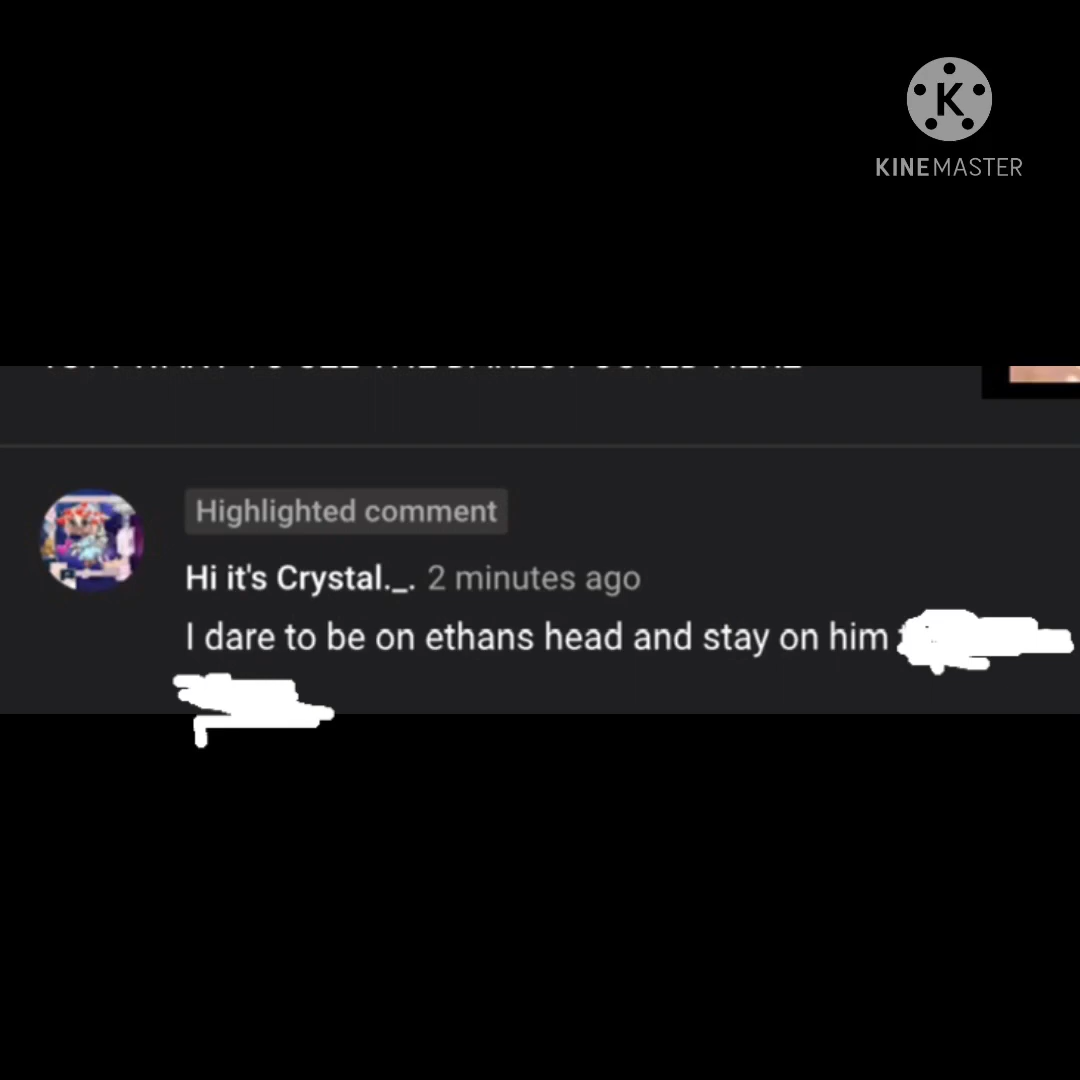 KINEMASTER
Highlighted comment
Hi it's Crystal._. 2 minutes ago
I dare to be on ethans head and stay on him